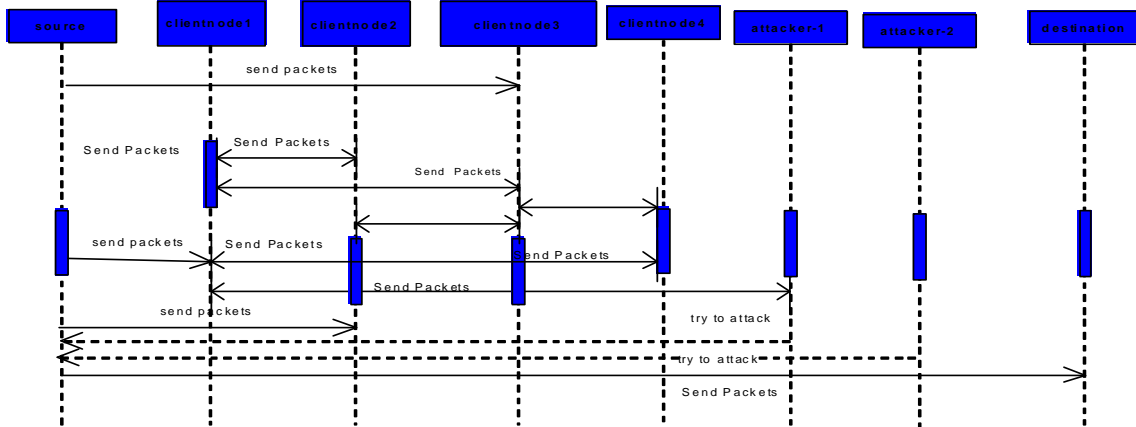 source
clientnode1
clientnode2
clientnode3
clientnode4
attacker-1
attacker-2
destination
send packets
Send Packets
Send Packets
Send Packets
send packets
Send Packets
Send Packets
Send Packets
send packets
try to attack
try to attack
Send Packets